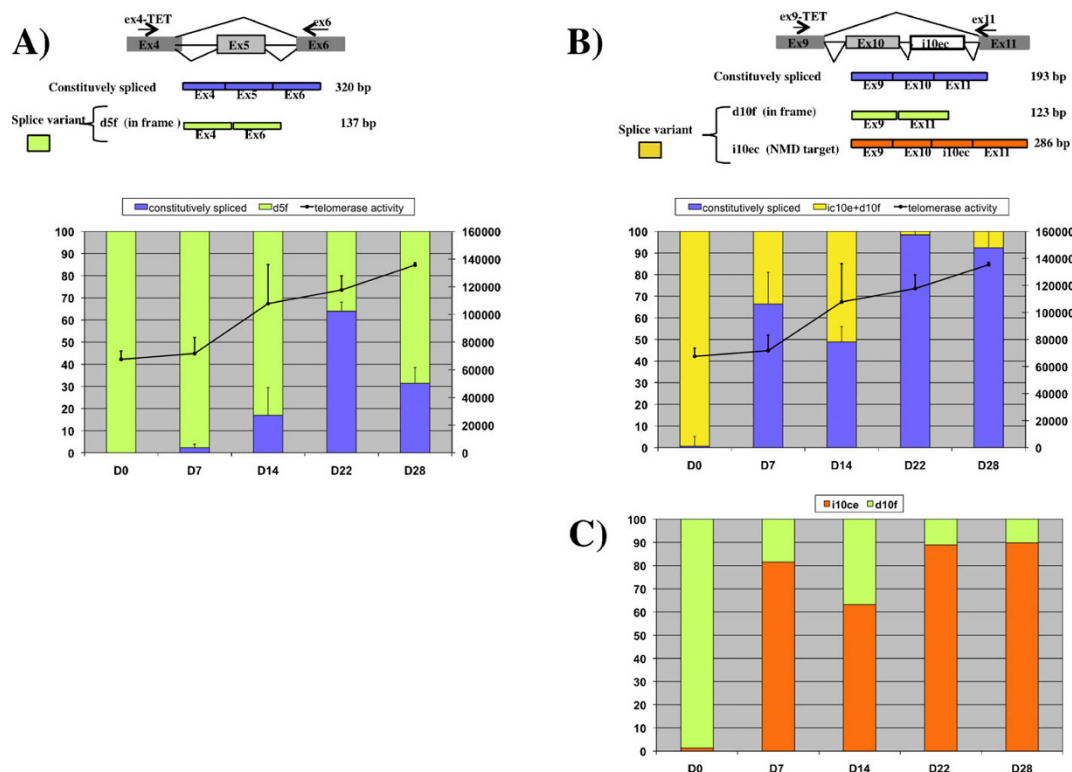 A)
ex4-TET
ex6
Ex4
Ex5
Ex6
Constitutively spliced
Ex4 Ex5 Ex6
320 bp
Splice variant
d5f (in frame)
Ex4 Ex6
137 bp
constitutively spliced d5f telomerase activity
100
90
80
70
60
50
40
30
20
10
0
160000
140000
120000
100000
80000
60000
40000
20000
0
D0 D7 D14 D22 D28
B)
ex9-TET
ex11
Ex9
Ex10
i10ec
Ex11
Constituvely spliced
Ex9 Ex10 Ex11
193 bp
Splice variant
d10f (in frame)
Ex9 Ex11
123 bp
i10ec (NMD target)
Ex9 Ex10 i10ec Ex11
286 bp
constitutively spliced ic10e+d10f telomerase activity
100
90
80
70
60
50
40
30
20
10
0
160000
140000
120000
100000
80000
60000
40000
20000
0
D0 D7 D14 D22 D28
C)
i10ce d10f
100
90
80
70
60
50
40
30
20
10
0
D0 D7 D14 D22 D28